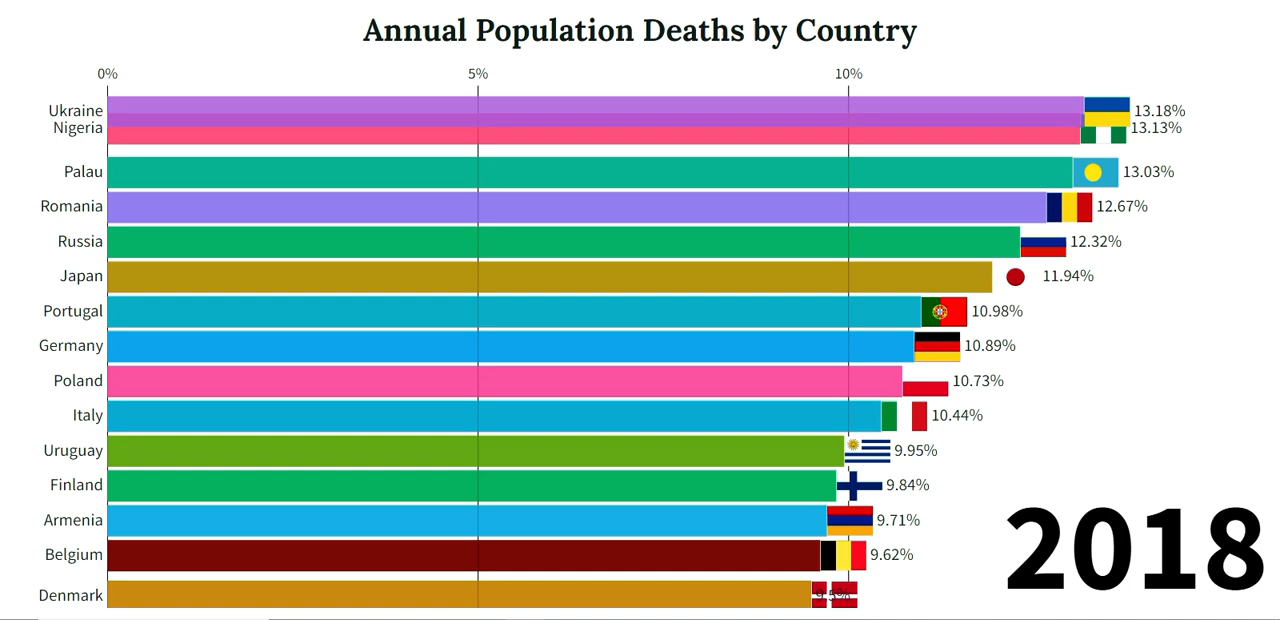 Annual Population Deaths by Country
0% 5% 10%
Ukraine 13.18%
Nigeria 13.13%
Palau 13.03%
Romania 12.67%
Russia 12.32%
Japan 11.94%
Portugal 10.98%
Germany 10.89%
Poland 10.73%
Italy 10.44%
Uruguay 9.95%
Finland 9.84%
Armenia 9.71%
Belgium 9.62%
Denmark 9.5%
2018